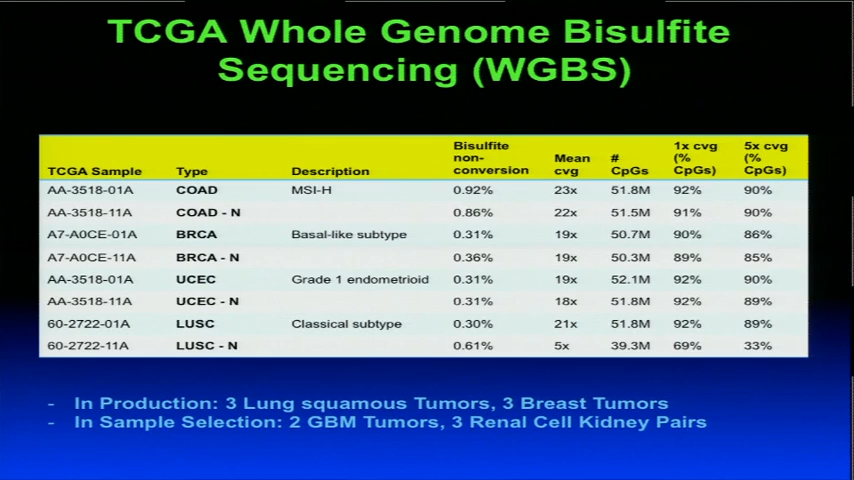 TCGA Whole Genome Bisulfite
Sequencing (WGBS)
TCGA Sample Type Description Bisulfite non-conversion Mean cvg # CpGs 1x cvg (% CpGs) 5x cvg (% CpGs)
AA-3518-01A COAD MSI-H 0.92% 23x 51.8M 92% 90%
AA-3518-11A COAD - N 0.86% 22x 51.5M 91% 90%
A7-A0CE-01A BRCA Basal-like subtype 0.31% 19x 50.7M 90% 86%
A7-A0CE-11A BRCA - N 0.36% 19x 50.3M 89% 85%
AA-3518-01A UCEC Grade 1 endometrioid 0.31% 19x 52.1M 92% 90%
AA-3518-11A UCEC - N 0.31% 18x 51.8M 92% 89%
60-2722-01A LUSC Classical subtype 0.30% 21x 51.8M 92% 89%
60-2722-11A LUSC - N 0.61% 5x 39.3M 69% 33%
- In Production: 3 Lung squamous Tumors, 3 Breast Tumors
- In Sample Selection: 2 GBM Tumors, 3 Renal Cell Kidney Pairs